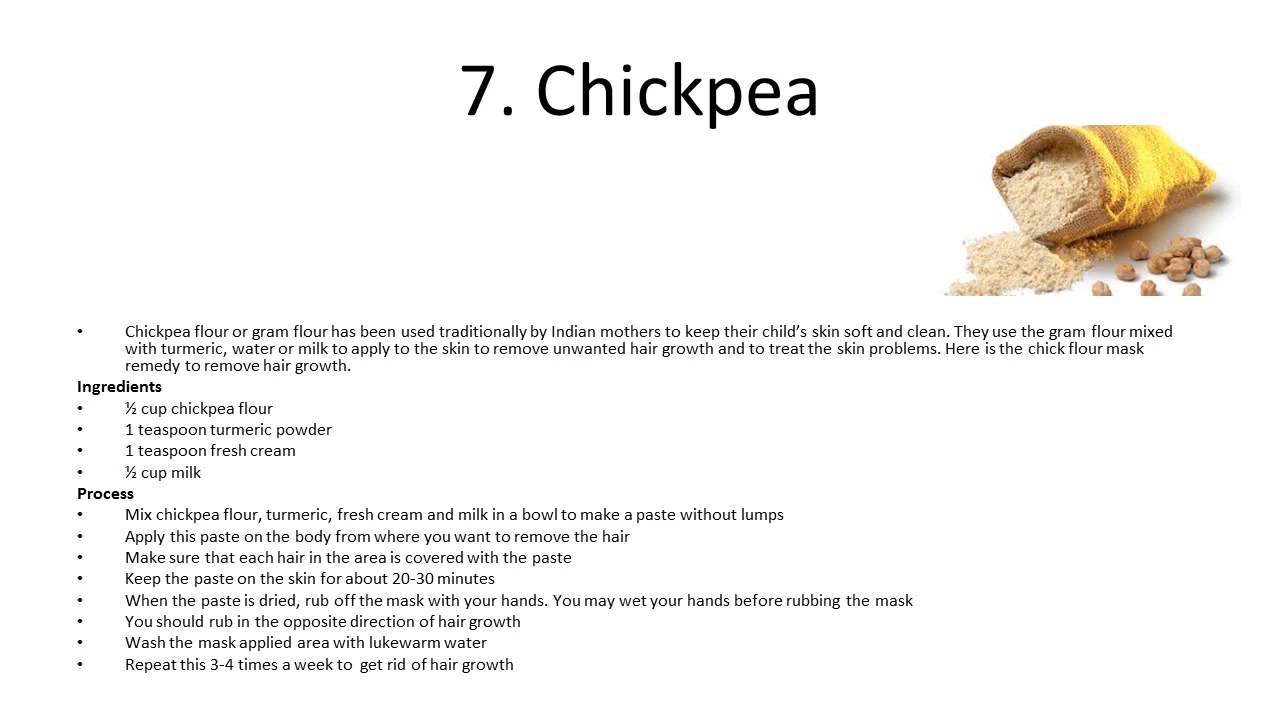 7. Chickpea
• Chickpea flour or gram flour has been used traditionally by Indian mothers to keep their child’s skin soft and clean. They use the gram flour mixed
with turmeric, water or milk to apply to the skin to remove unwanted hair growth and to treat the skin problems. Here is the chick flour mask
remedy to remove hair growth.
Ingredients
• ½ cup chickpea flour
• 1 teaspoon turmeric powder
• 1 teaspoon fresh cream
• ½ cup milk
Process
• Mix chickpea flour, turmeric, fresh cream and milk in a bowl to make a paste without lumps
• Apply this paste on the body from where you want to remove the hair
• Make sure that each hair in the area is covered with the paste
• Keep the paste on the skin for about 20-30 minutes
• When the paste is dried, rub off the mask with your hands. You may wet your hands before rubbing the mask
• You should rub in the opposite direction of hair growth
• Wash the mask applied area with lukewarm water
• Repeat this 3-4 times a week to get rid of hair growth